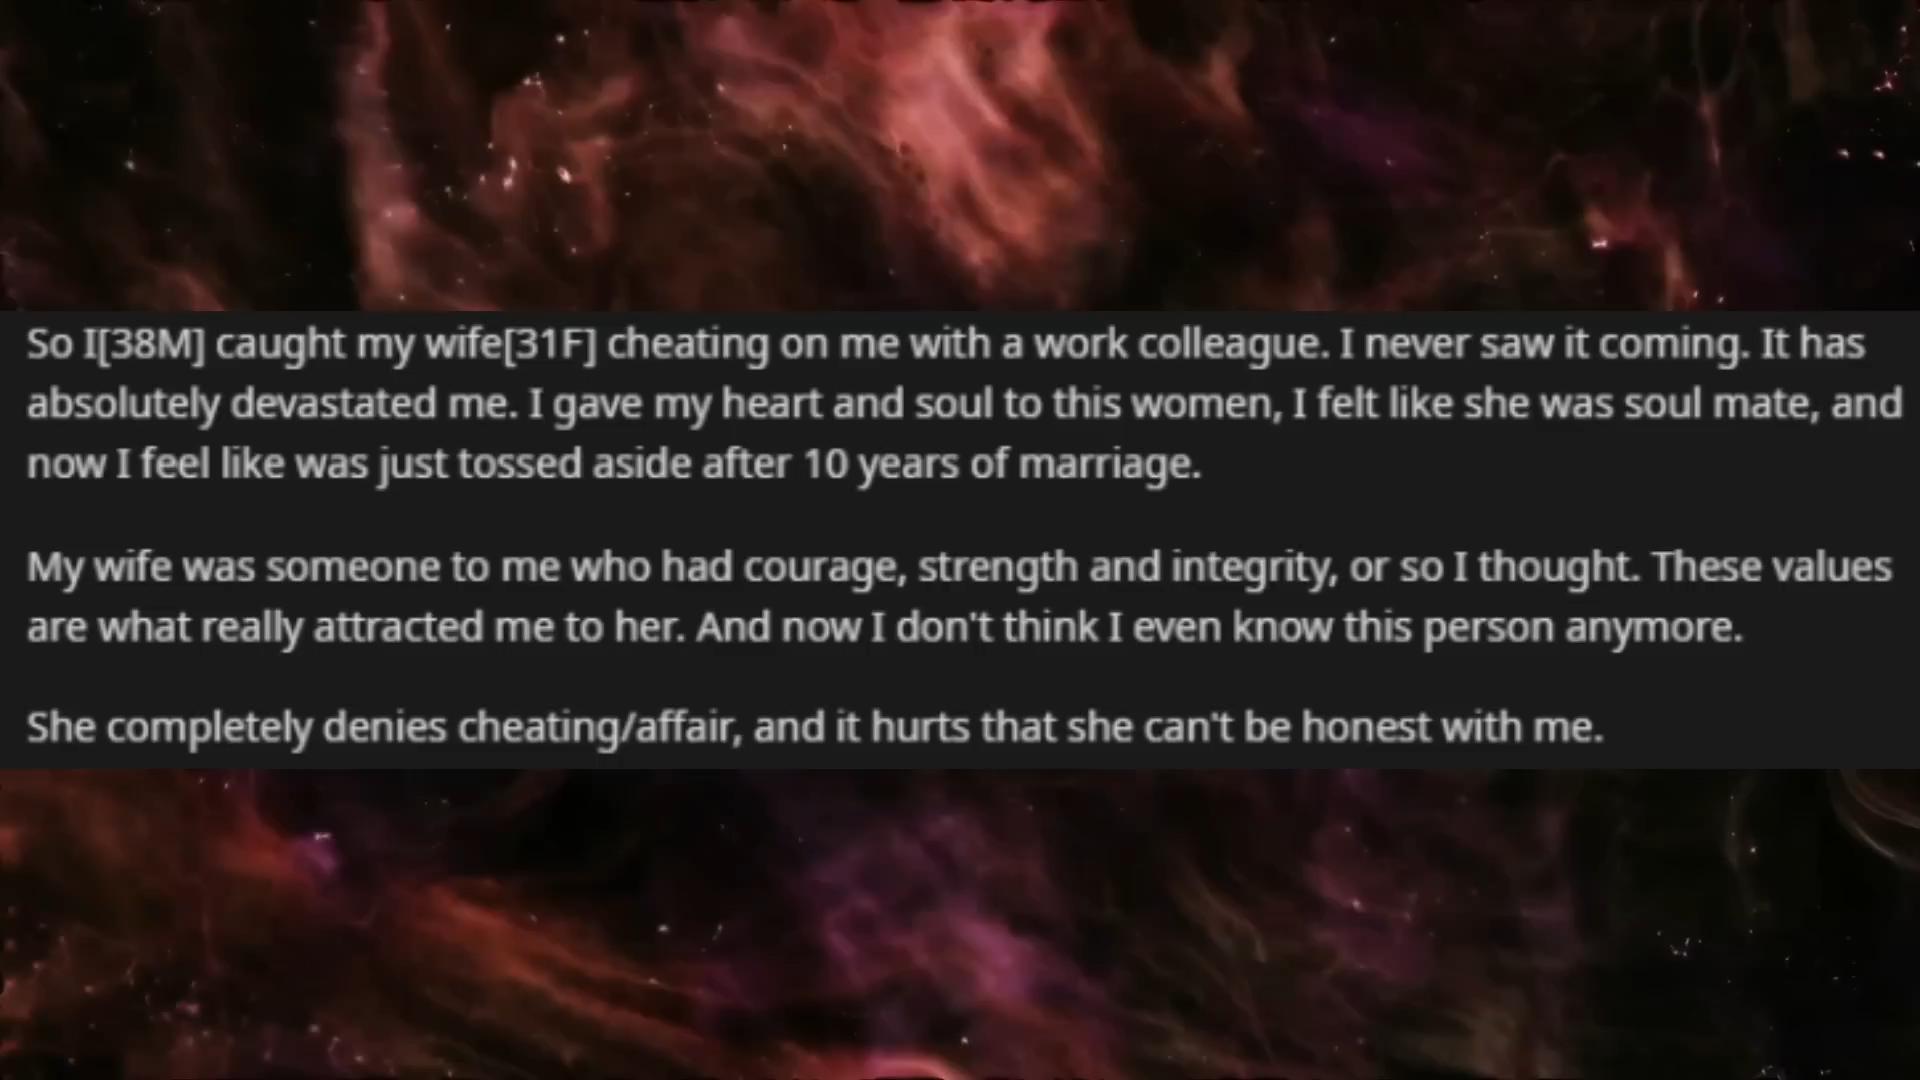 So I[38M] caught my wife[31F] cheating on me with a work colleague. I never saw it coming. It has
absolutely devastated me. I gave my heart and soul to this women, I felt like she was soul mate, and
now I feel like was just tossed aside after 10 years of marriage.
My wife was someone to me who had courage, strength and integrity, or so I thought. These values
are what really attracted me to her. And now I don't think I even know this person anymore.
She completely denies cheating/affair, and it hurts that she can't be honest with me.